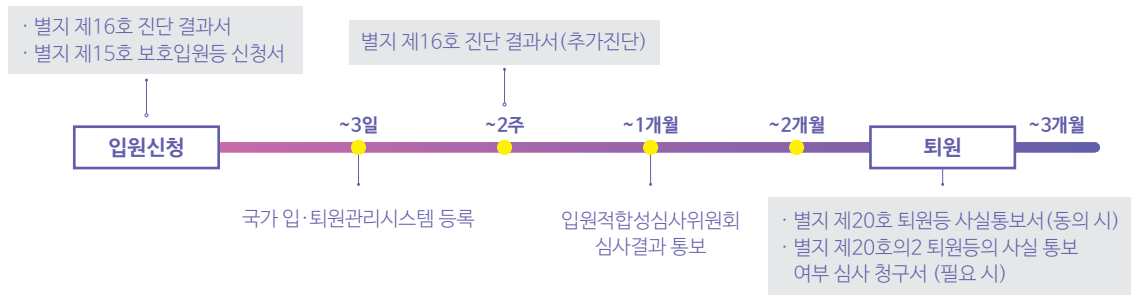 · 별지 제16호 진단 결과서
· 별지 제15호 보호입원등 신청서
별지 제16호 진단 결과서(추가진단)
입원신청
~3일
~2주
~1개월
~2개월
퇴원
~3개월
국가 입·퇴원관리시스템 등록
입원적합성심사위원회
심사결과 통보
· 별지 제20호 퇴원등 사실통보서(동의 시)
· 별지 제20호의2 퇴원등의 사실 통보
여부 심사 청구서 (필요 시)